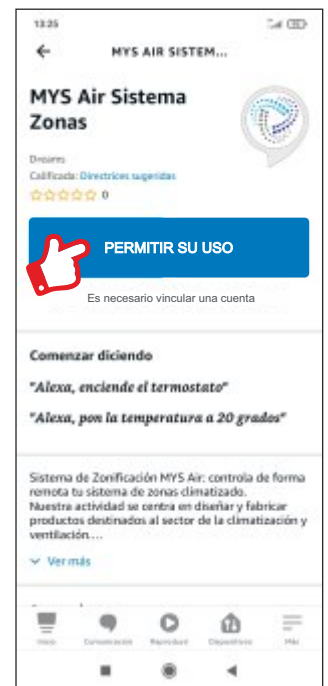 13:25
MYS AIR SISTEM...
MYS Air Sistema
Zonas
Dnsams
Calificada: Directrices sugeridas
0
PERMITIR SU USO
Es necesario vincular una cuenta
Comenzar diciendo
"Alexa, enciende el termostato"
"Alexa, pon la temperatura a 20 grados"
Sistema de Zonificación MYS Air: controla de forma
remota tu sistema de zonas climatizado.
Nuestra actividad se centra en diseñar y fabricar
productos destinados al sector de la climatización y
ventilación....
Ver más
Inicio Comunicación Reproducir Dispositivos Más